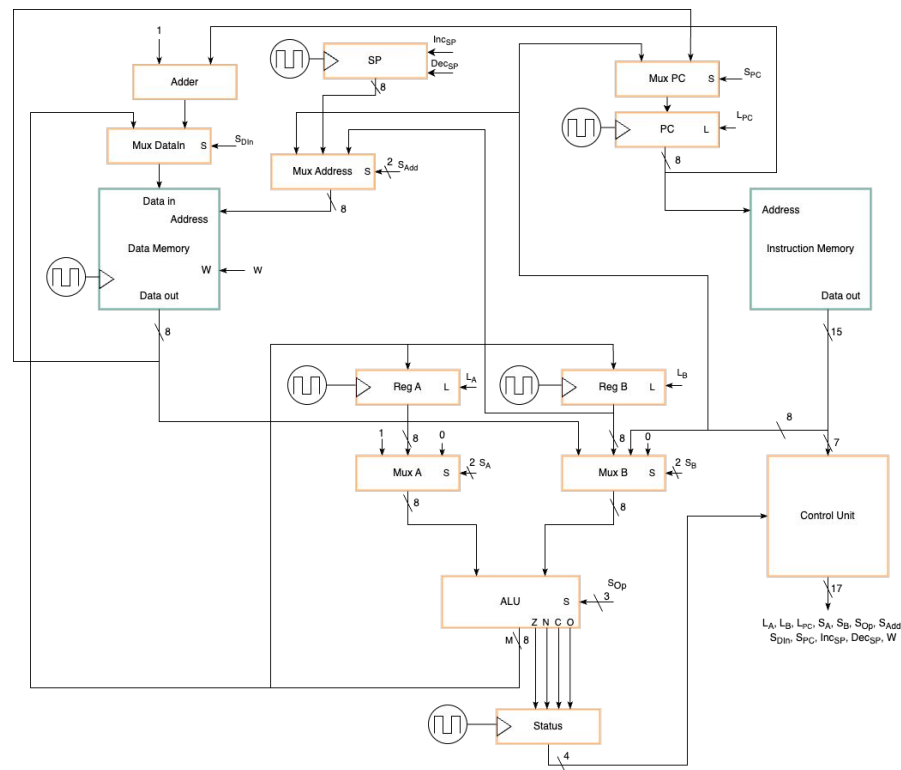 1
Adder
Mux DataIn
S
S_DIn
SP
Inc_SP
Dec_SP
8
Mux Address
S
2
S_Add
8
Mux PC
S
S_PC
PC
L
L_PC
8
Data in
Address
Data Memory
W
W
Data out
8
Address
Instruction Memory
Data out
15
8
7
Reg A
L
L_A
Reg B
L
L_B
1
8
0
Mux A
S
2
S_A
8
8
0
Mux B
S
2
S_B
8
Control Unit
17
L_A, L_B, L_PC, S_A, S_B, S_Op, S_Add
S_DIn, S_PC, Inc_SP, Dec_SP, W
ALU
S
S_Op
3
Z N C O
M
8
Status
4